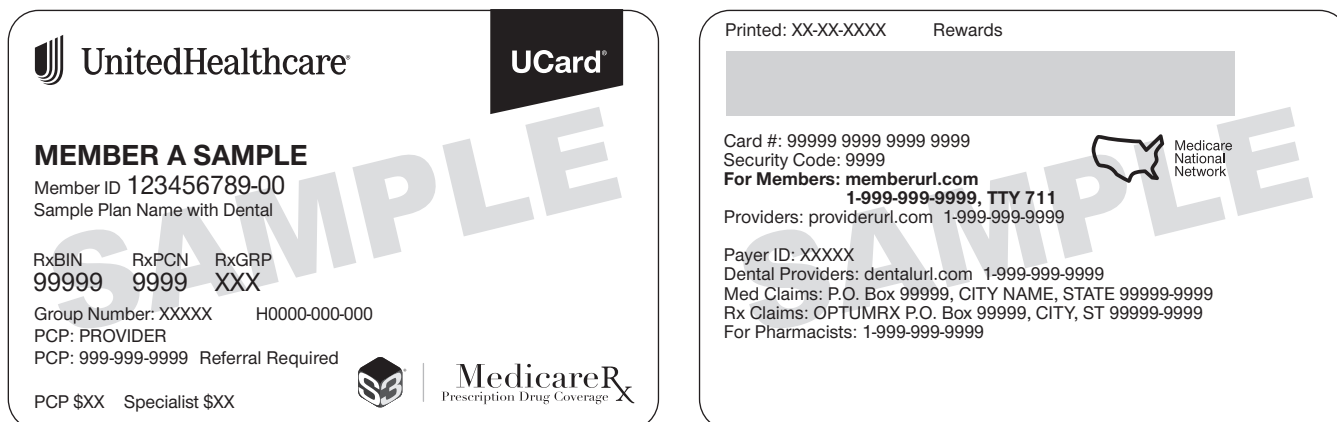 UnitedHealthcare®
UCard®
MEMBER A SAMPLE
Member ID 123456789-00
Sample Plan Name with Dental
RxBIN RxPCN RxGRP
99999 9999 XXX
Group Number: XXXXX H0000-000-000
PCP: PROVIDER
PCP: 999-999-9999 Referral Required
PCP $XX Specialist $XX
S3
MedicareRx
Prescription Drug Coverage
SAMPLE
Printed: XX-XX-XXXX Rewards
Card #: 99999 9999 9999 9999
Security Code: 9999
For Members: memberurl.com
1-999-999-9999, TTY 711
Providers: providerurl.com 1-999-999-9999
Medicare
National
Network
Payer ID: XXXXX
Dental Providers: dentalurl.com 1-999-999-9999
Med Claims: P.O. Box 99999, CITY NAME, STATE 99999-9999
Rx Claims: OPTUMRX P.O. Box 99999, CITY, ST 99999-9999
For Pharmacists: 1-999-999-9999
SAMPLE